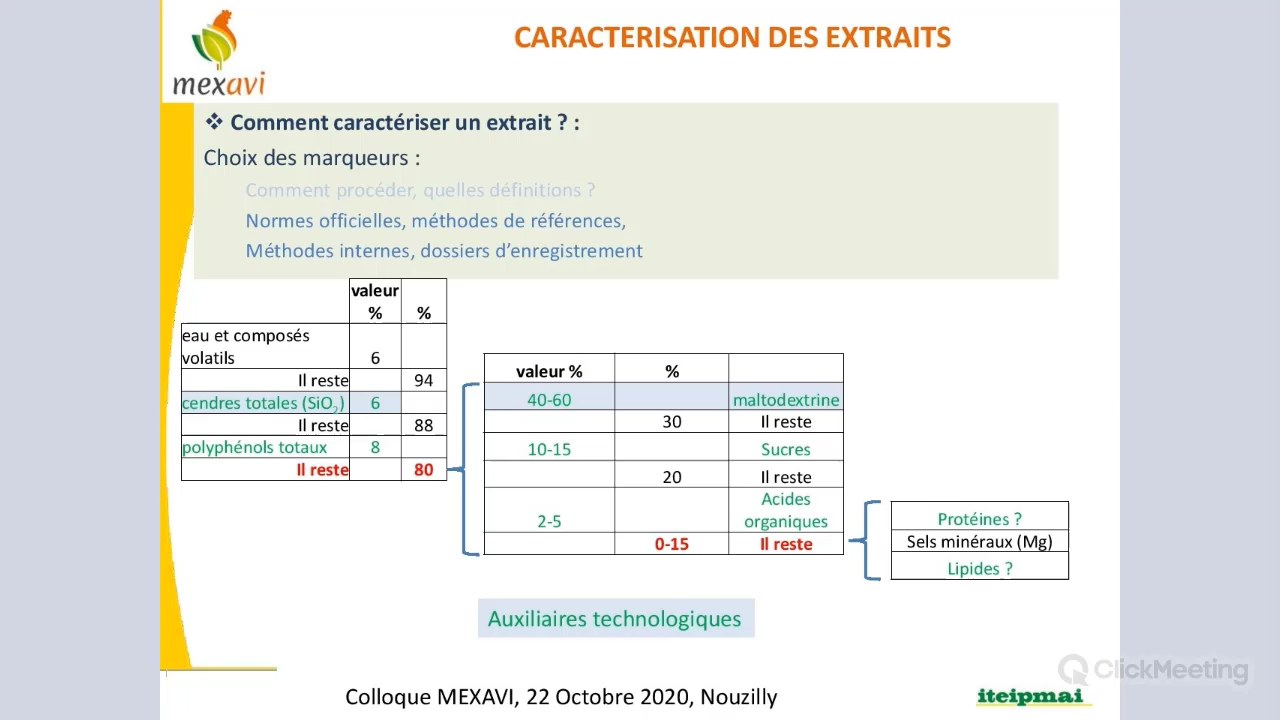 CARACTERISATION DES EXTRAITS
mexavi
❖ Comment caractériser un extrait ? :
Choix des marqueurs :
Comment procéder, quelles définitions ?
Normes officielles, méthodes de références,
Méthodes internes, dossiers d’enregistrement
valeur
% %
eau et composés
volatils 6
Il reste 94
cendres totales (SiO₂) 6
Il reste 88
polyphénols totaux 8
Il reste 80
valeur % %
40-60 maltodextrine
30 Il reste
10-15 Sucres
20 Il reste
Acides
2-5 organiques
0-15 Il reste
Protéines ?
Sels minéraux (Mg)
Lipides ?
Auxiliaires technologiques
ClickMeeting
Colloque MEXAVI, 22 Octobre 2020, Nouzilly
iteipmai